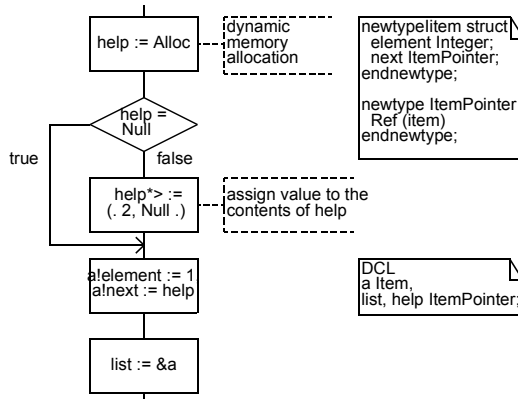 help := Alloc
dynamic
memory
allocation
newtypeIitem struct
element Integer;
next ItemPointer;
endnewtype;
newtype ItemPointer
Ref (item)
endnewtype;
help =
Null
true
false
help*> :=
(. 2, Null .)
assign value to the
contents of help
a!element := 1
a!next := help
DCL
a Item,
list, help ItemPointer;
list := &a